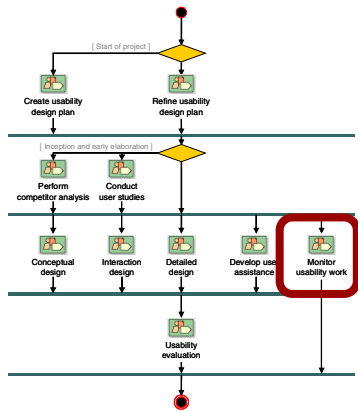 [ Start of project ]
Create usability
design plan
Refine usability
design plan
[ Inception and early elaboration ]
Perform
competitor analysis
Conduct
user studies
Conceptual
design
Interaction
design
Detailed
design
Develop user
assistance
Monitor
usability work
Usability
evaluation